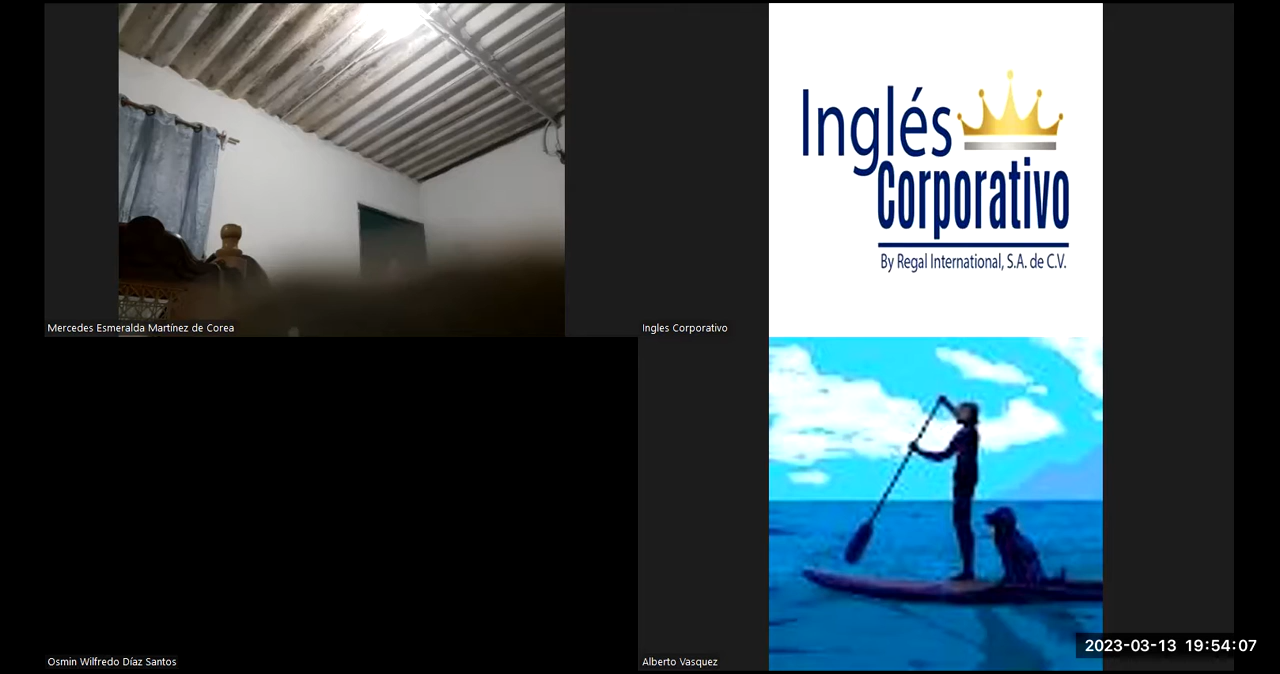 Inglés
Corporativo
By Regal International, S.A. de C.V.
Mercedes Esmeralda Martínez de Corea
Ingles Corporativo
Osmin Wilfredo Díaz Santos
Alberto Vasquez
2023-03-13 19:54:07